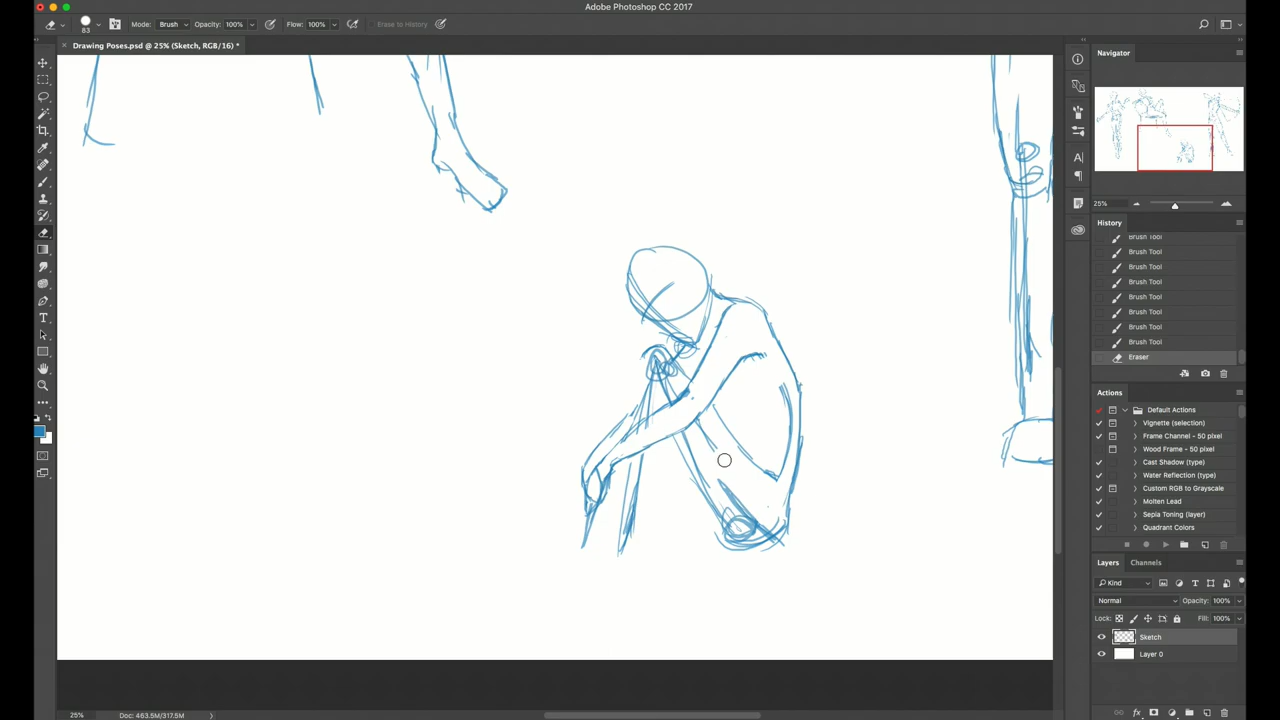 Adobe Photoshop CC 2017
83
Mode: Brush Opacity: 100% Flow: 100% Erase to History
× Drawing Poses.psd @ 25% (Sketch, RGB/16) *
Navigator
25%
History
Brush Tool
Brush Tool
Brush Tool
Brush Tool
Brush Tool
Brush Tool
Brush Tool
Brush Tool
Eraser
Actions
Default Actions
Vignette (selection)
Frame Channel - 50 pixel
Wood Frame - 50 pixel
Cast Shadow (type)
Water Reflection (type)
Custom RGB to Grayscale
Molten Lead
Sepia Toning (layer)
Quadrant Colors
Layers Channels
Kind
Normal Opacity: 100%
Lock: Fill: 100%
Sketch
Layer 0
25% Doc: 463.5M/317.5M